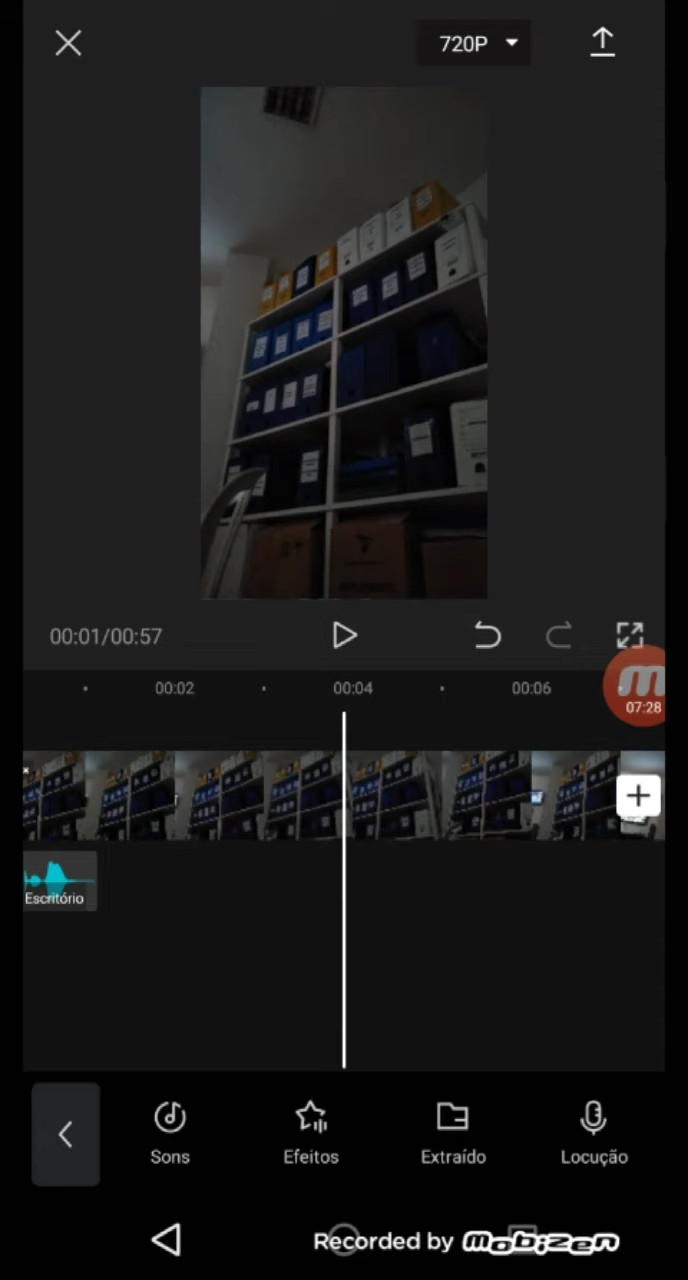 720P
00:01/00:57
00:02
00:04
00:06
07:28
Escritório
Sons
Efeitos
Extraído
Locução
Recorded by mobizen